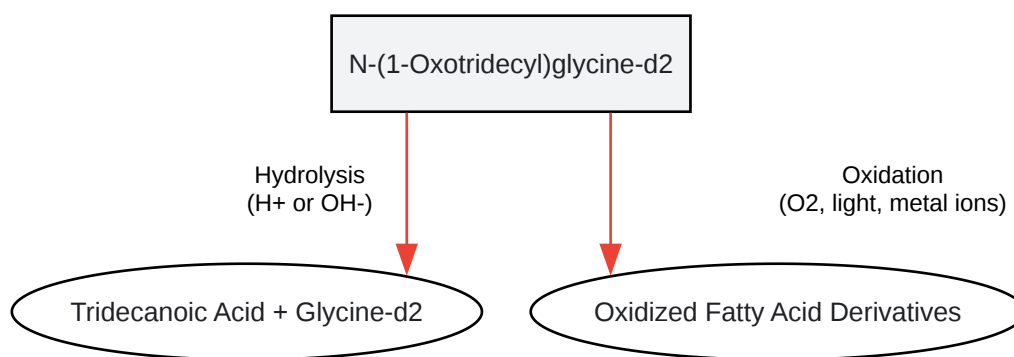 N-(1-Oxotridecyl)glycine-d2
Hydrolysis
(H+ or OH-)
Oxidation
(O2, light, metal ions)
Tridecanoic Acid + Glycine-d2
Oxidized Fatty Acid Derivatives